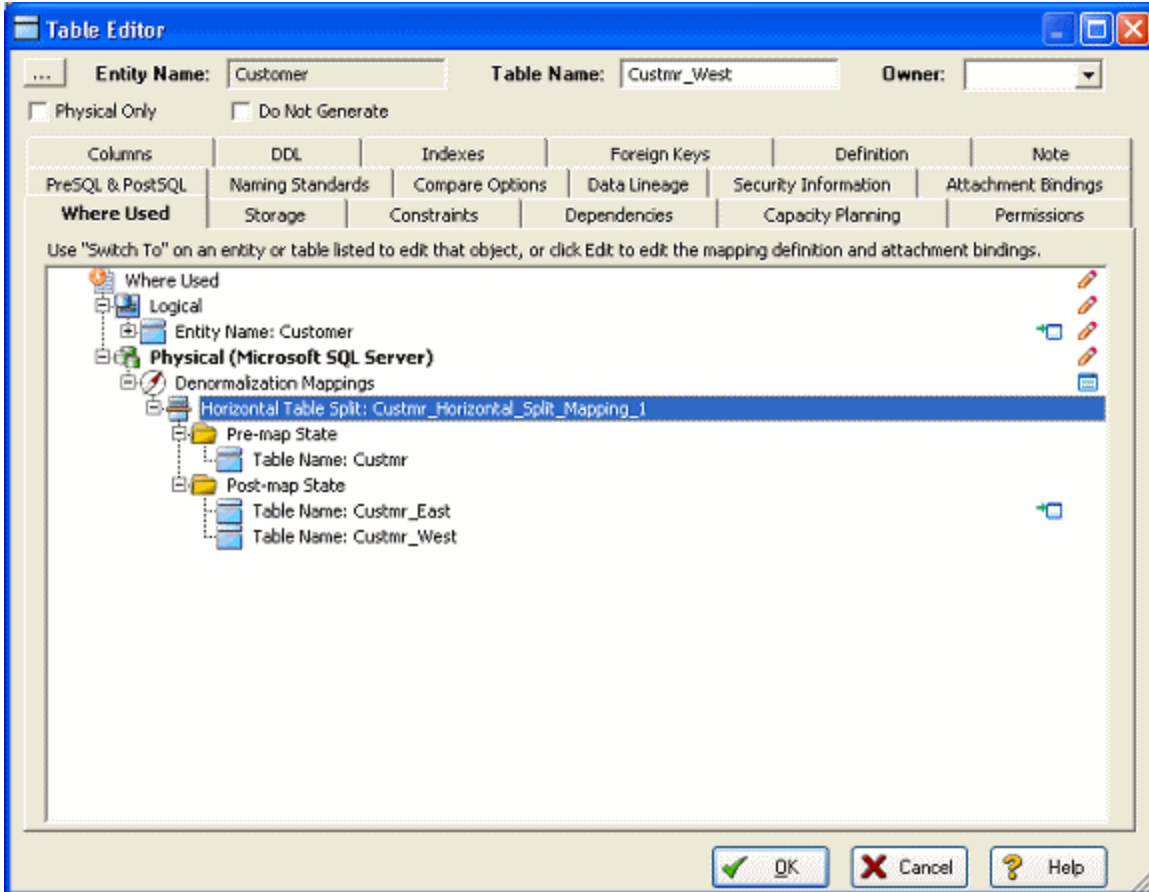 Table Editor
... Entity Name: Customer Table Name: Custmr_West Owner:
Physical Only Do Not Generate
Columns DDL Indexes Foreign Keys Definition Note
PreSQL & PostSQL Naming Standards Compare Options Data Lineage Security Information Attachment Bindings
Where Used Storage Constraints Dependencies Capacity Planning Permissions
Use "Switch To" on an entity or table listed to edit that object, or click Edit to edit the mapping definition and attachment bindings.
Where Used
Logical
Entity Name: Customer
Physical (Microsoft SQL Server)
Denormalization Mappings
Horizontal Table Split: Custmr_Horizontal_Split_Mapping_1
Pre-map State
Table Name: Custmr
Post-map State
Table Name: Custmr_East
Table Name: Custmr_West
OK Cancel Help